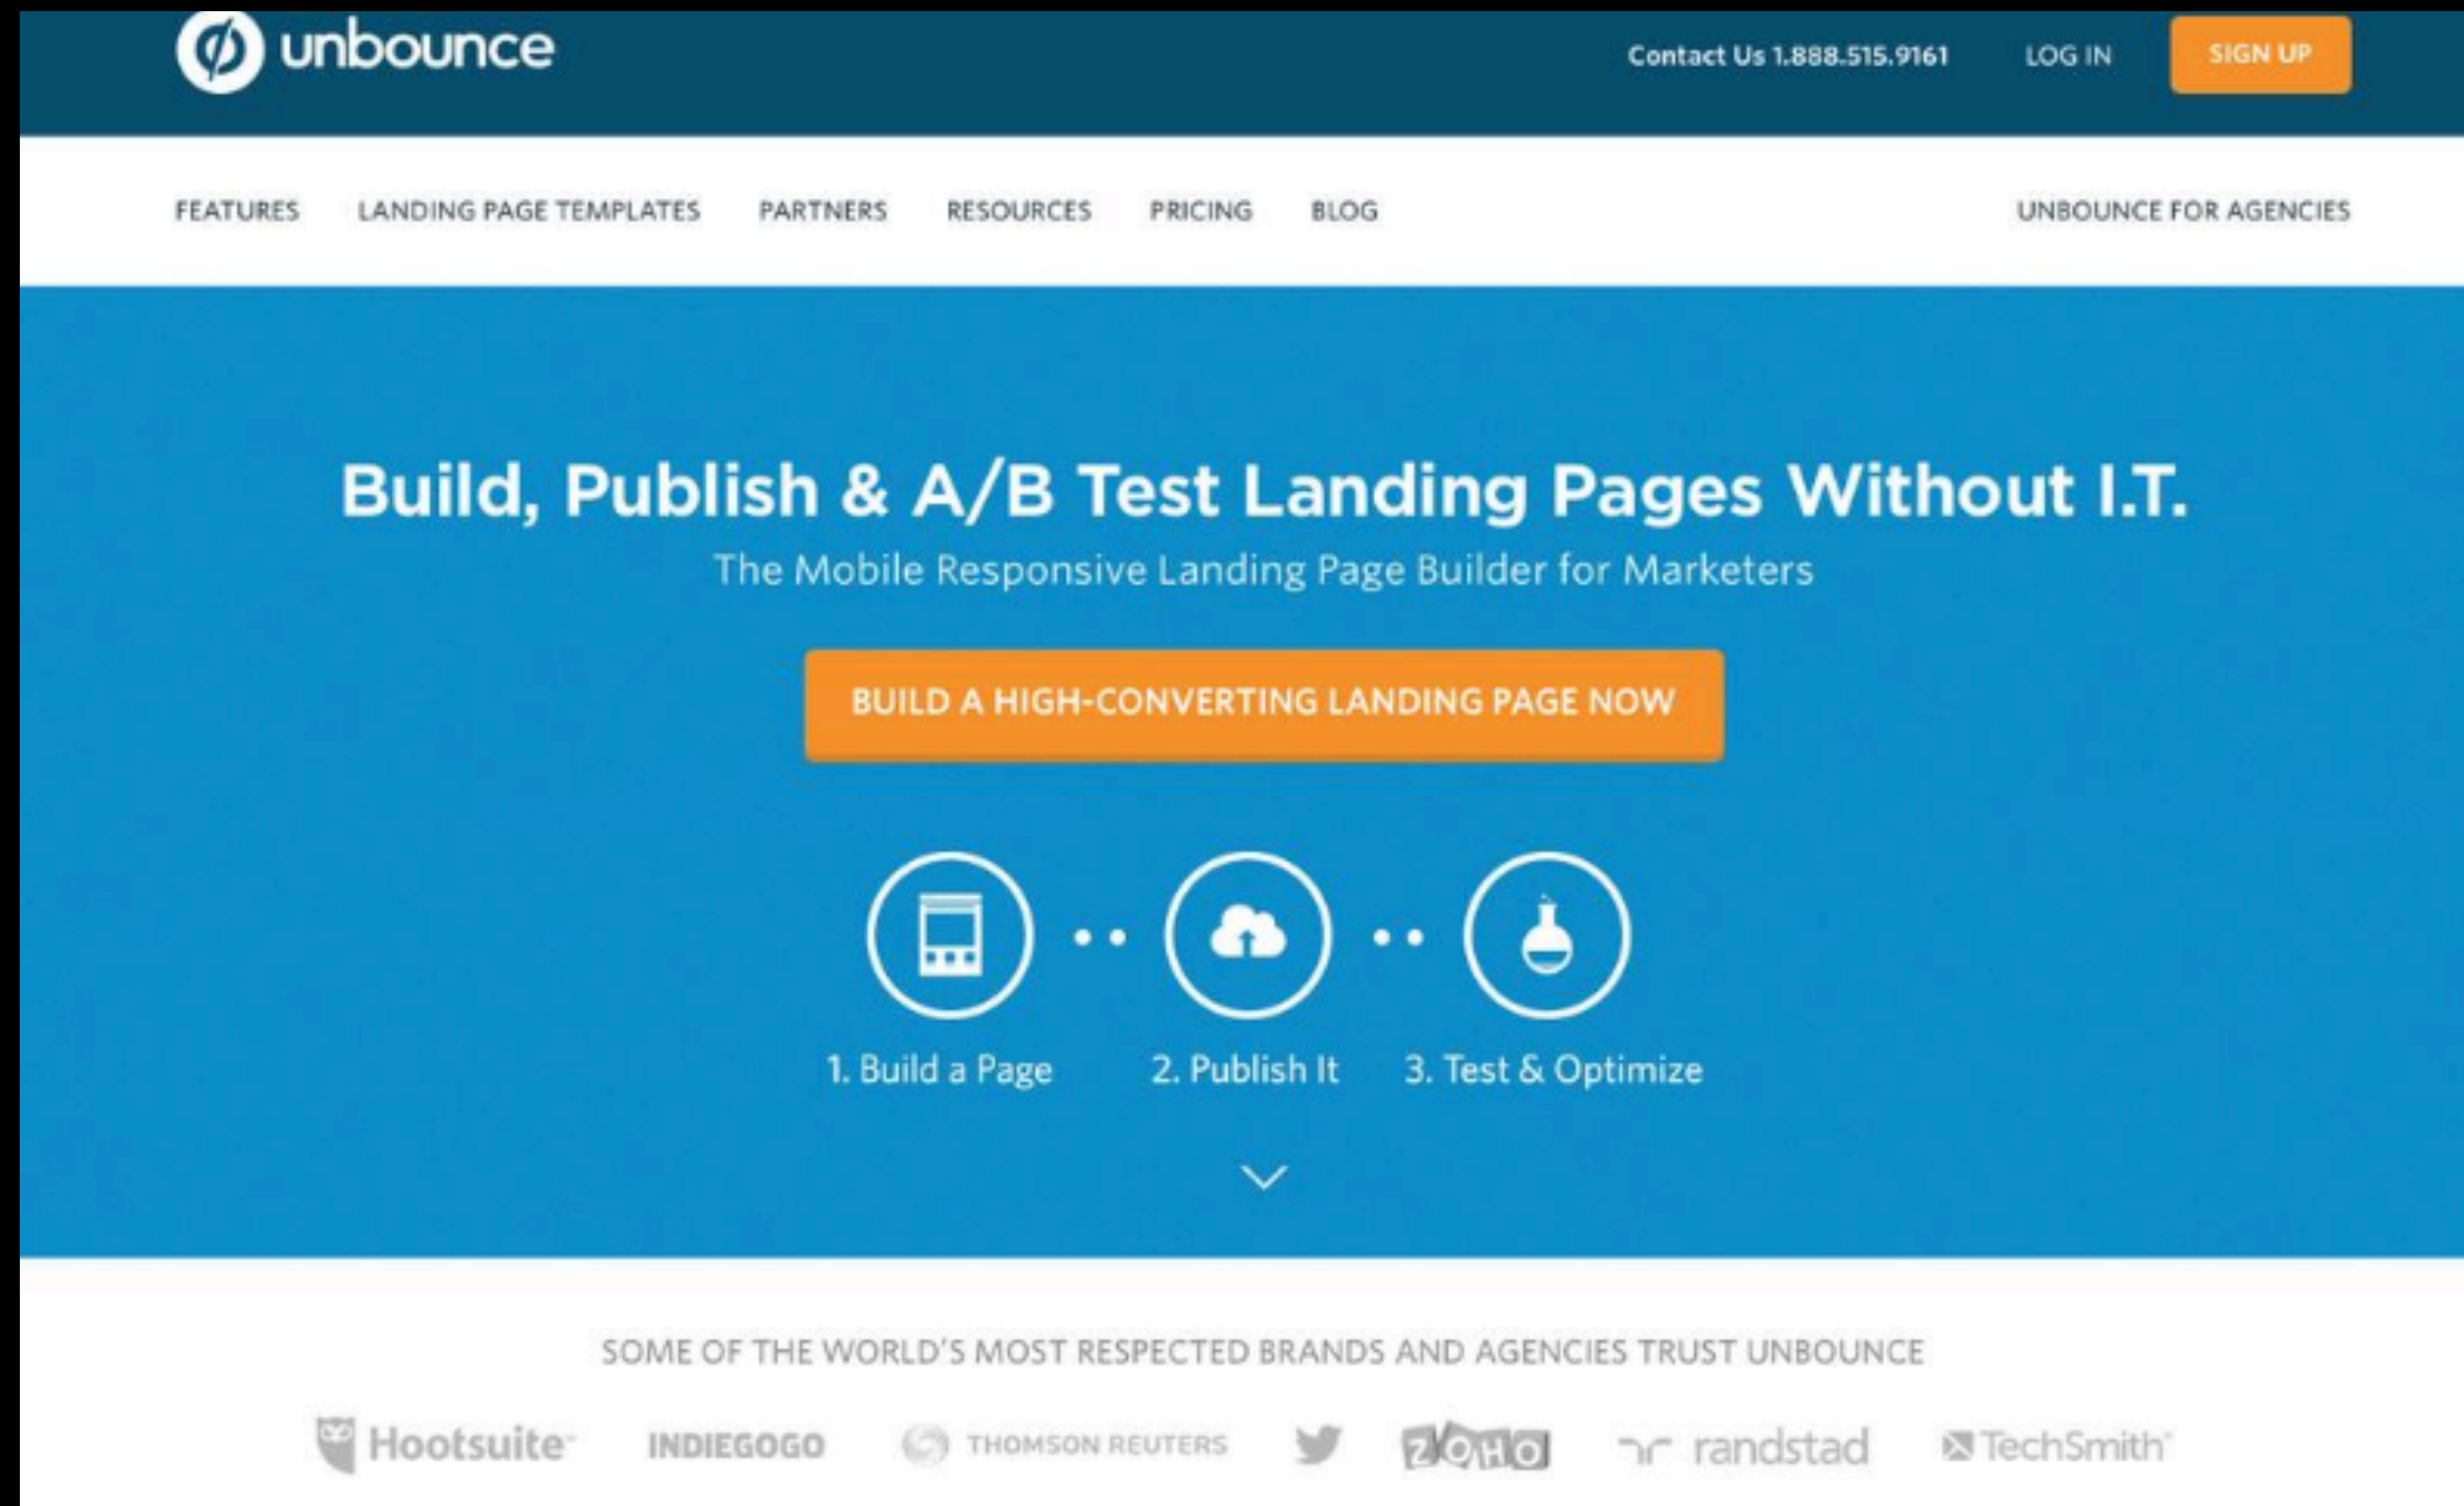 unbounce
Contact Us 1.888.515.9161 LOG IN SIGN UP
FEATURES LANDING PAGE TEMPLATES PARTNERS RESOURCES PRICING BLOG UNBOUNCE FOR AGENCIES
Build, Publish & A/B Test Landing Pages Without I.T.
The Mobile Responsive Landing Page Builder for Marketers
BUILD A HIGH-CONVERTING LANDING PAGE NOW
1. Build a Page 2. Publish It 3. Test & Optimize
SOME OF THE WORLD'S MOST RESPECTED BRANDS AND AGENCIES TRUST UNBOUNCE
Hootsuite INDIEGOGO THOMSON REUTERS ZOHO randstad TechSmith